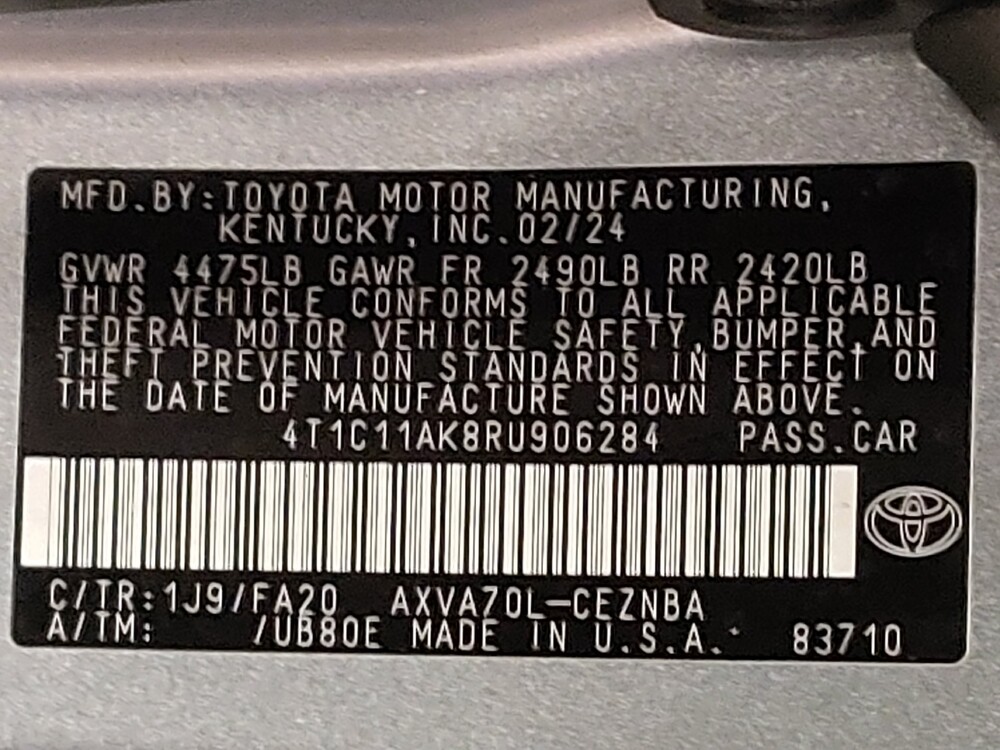 MFD.BY:TOYOTA MOTOR MANUFACTURING,
KENTUCKY, INC.02/24
GVWR 4475LB GAWR FR 2490LB RR 2420LB
THIS VEHICLE CONFORMS TO ALL APPLICABLE
FEDERAL MOTOR VEHICLE SAFETY,BUMPER,AND
THEFT PREVENTION STANDARDS IN EFFECT ON
THE DATE OF MANUFACTURE SHOWN ABOVE.
4T1C11AK8RU906284 PASS.CAR
C/TR:1J9/FA20 AXVA70L-CEZNBA
A/TM: /UB80E MADE IN U.S.A. 83710